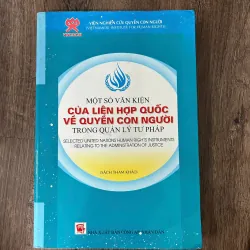 VIỆN NGHIÊN CỨU QUYỀN CON NGƯỜI
VIETNAM INSTITUTE FOR HUMAN RIGHTS
MỘT SỐ VĂN KIỆN
CỦA LIÊN HỢP QUỐC
VỀ QUYỀN CON NGƯỜI
TRONG QUẢN LÝ TƯ PHÁP
SELECTED UNITED NATIONS HUMAN RIGHTS INSTRUMENTS
RELATING TO THE ADMINISTRATION OF JUSTICE
(SÁCH THAM KHẢO)